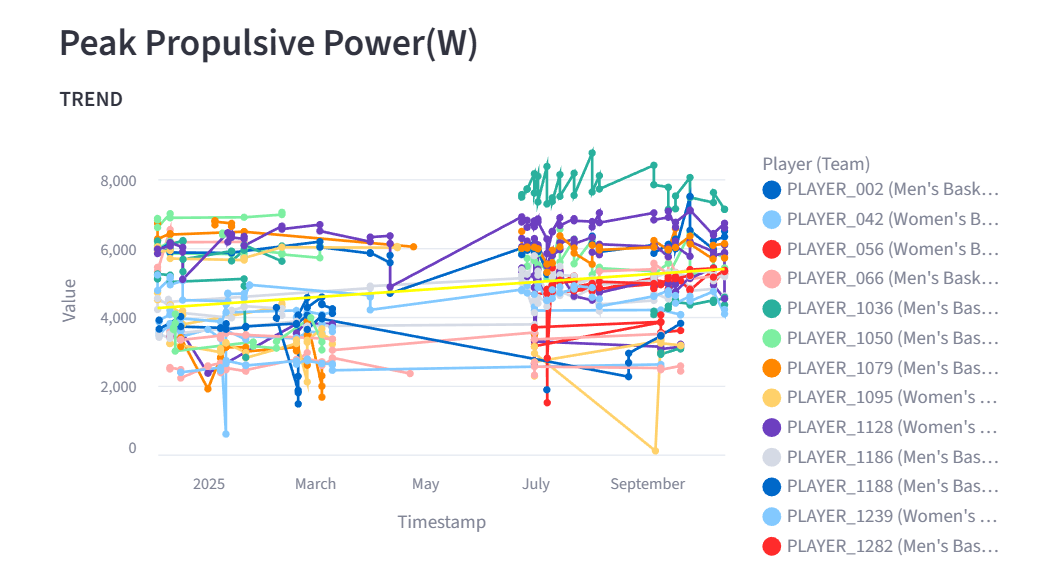 Peak Propulsive Power(W)
TREND
Player (Team)
PLAYER_002 (Men's Bask…
PLAYER_042 (Women's B…
PLAYER_056 (Women's B…
PLAYER_066 (Men's Bask…
PLAYER_1036 (Men's Bas…
PLAYER_1050 (Men's Bas…
PLAYER_1079 (Men's Bas…
PLAYER_1095 (Women's …
PLAYER_1128 (Women's …
PLAYER_1186 (Men's Bas…
PLAYER_1188 (Men's Bas…
PLAYER_1239 (Women's …
PLAYER_1282 (Men's Bas…
Value
8,000
6,000
4,000
2,000
0
2025 March May July September
Timestamp